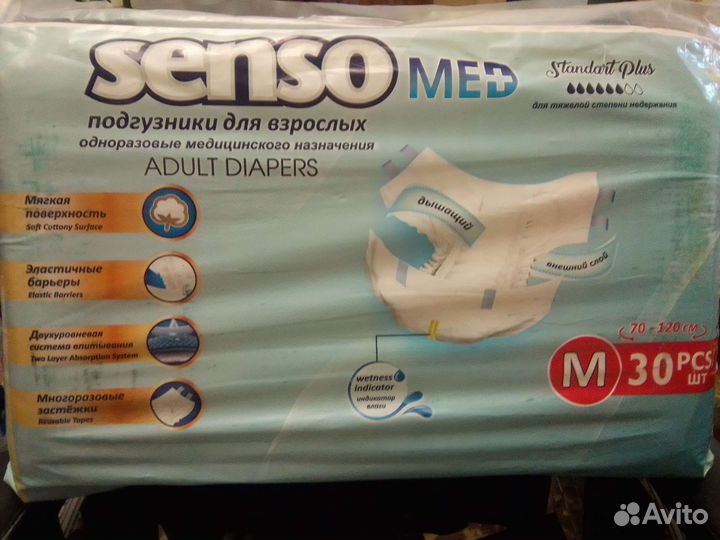 senso MED
Standart Plus
для тяжелой степени недержания
подгузники для взрослых
одноразовые медицинского назначения
ADULT DIAPERS
Мягкая
поверхность
Soft Cottony Surface
Эластичные
барьеры
Elastic Barriers
Двухуровневая
система впитывания
Two Layer Absorption System
Многоразовые
застёжки
Reusable Tapes
дышащий
внешний слой
wetness
indicator
индикатор
влаги
70 - 120 см
M 30 PCS
шт
Avito